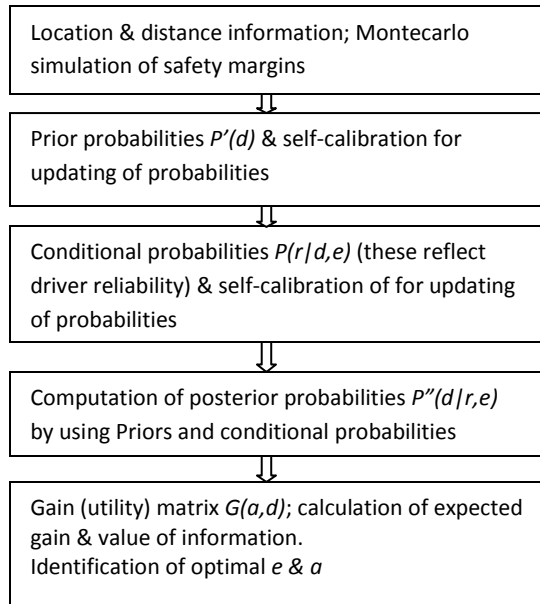 Location & distance information; Montecarlo
simulation of safety margins
Prior probabilities P'(d) & self-calibration for
updating of probabilities
Conditional probabilities P(r|d,e) (these reflect
driver reliability) & self-calibration of for updating
of probabilities
Computation of posterior probabilities P"(d|r,e)
by using Priors and conditional probabilities
Gain (utility) matrix G(a,d); calculation of expected
gain & value of information.
Identification of optimal e & a